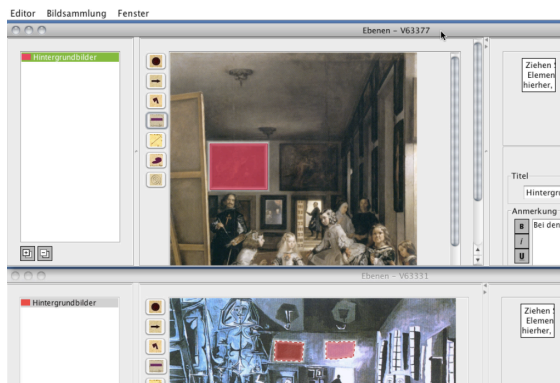 Editor Bildsammlung Fenster
Ebenen – V63377
Hintergrundbilder
Ziehen
Elemen
hierher,
Titel
Hintergr
Anmerkung
B
Bei den
i
U
Ebenen – V63331
Hintergrundbilder
Ziehen
Elemen
hierher,